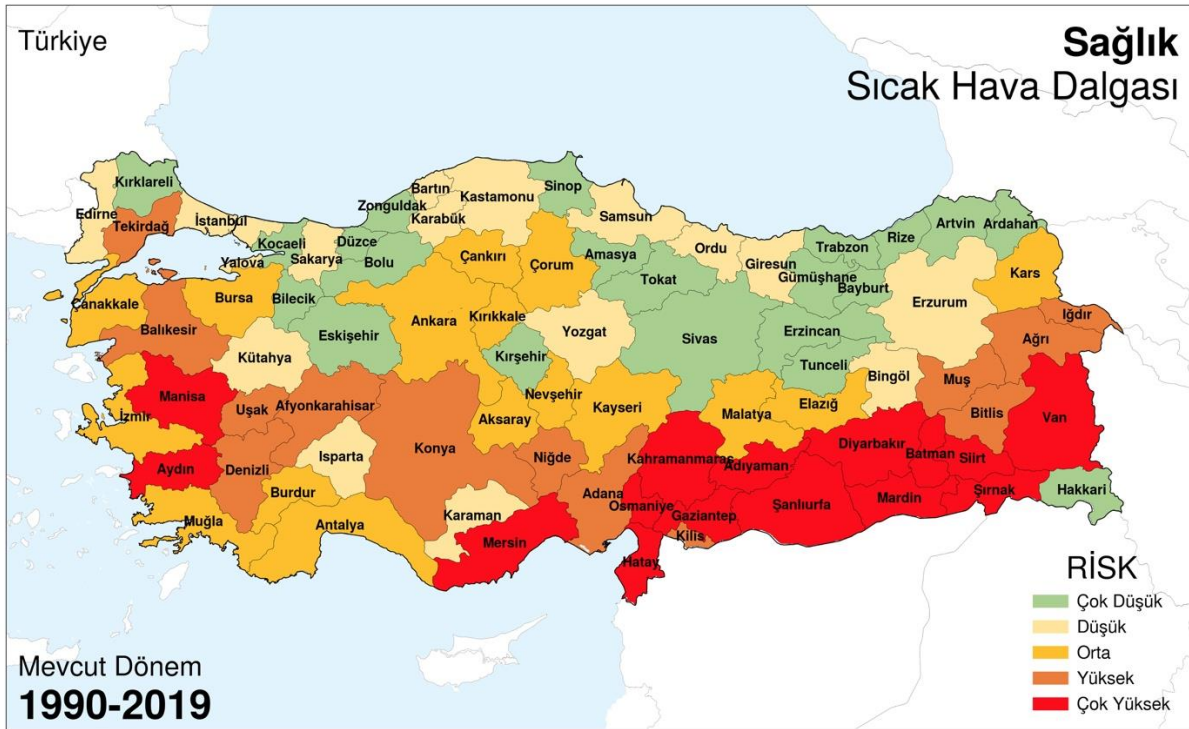 Türkiye
Sağlık
Sıcak Hava Dalgası
Kırklareli
Edirne
Tekirdağ
İstanbul
Kocaeli
Yalova
Sakarya
Düzce
Zonguldak
Bartın
Karabük
Kastamonu
Sinop
Samsun
Ordu
Giresun
Trabzon
Rize
Artvin
Ardahan
Bolu
Çankırı
Çorum
Amasya
Tokat
Gümüşhane
Bayburt
Erzurum
Kars
Iğdır
Ağrı
Çanakkale
Bursa
Bilecik
Balıkesir
Eskişehir
Ankara
Kırıkkale
Yozgat
Sivas
Erzincan
Tunceli
Bingöl
Muş
Bitlis
Van
Kütahya
Kırşehir
Nevşehir
Kayseri
Malatya
Elazığ
Manisa
İzmir
Uşak
Afyonkarahisar
Aksaray
Konya
Niğde
Kahramanmaraş
Adıyaman
Diyarbakır
Batman
Siirt
Şırnak
Hakkari
Aydın
Denizli
Isparta
Burdur
Muğla
Antalya
Karaman
Mersin
Adana
Osmaniye
Gaziantep
Kilis
Şanlıurfa
Mardin
Hatay
RİSK
Çok Düşük
Düşük
Orta
Yüksek
Çok Yüksek
Mevcut Dönem
1990-2019